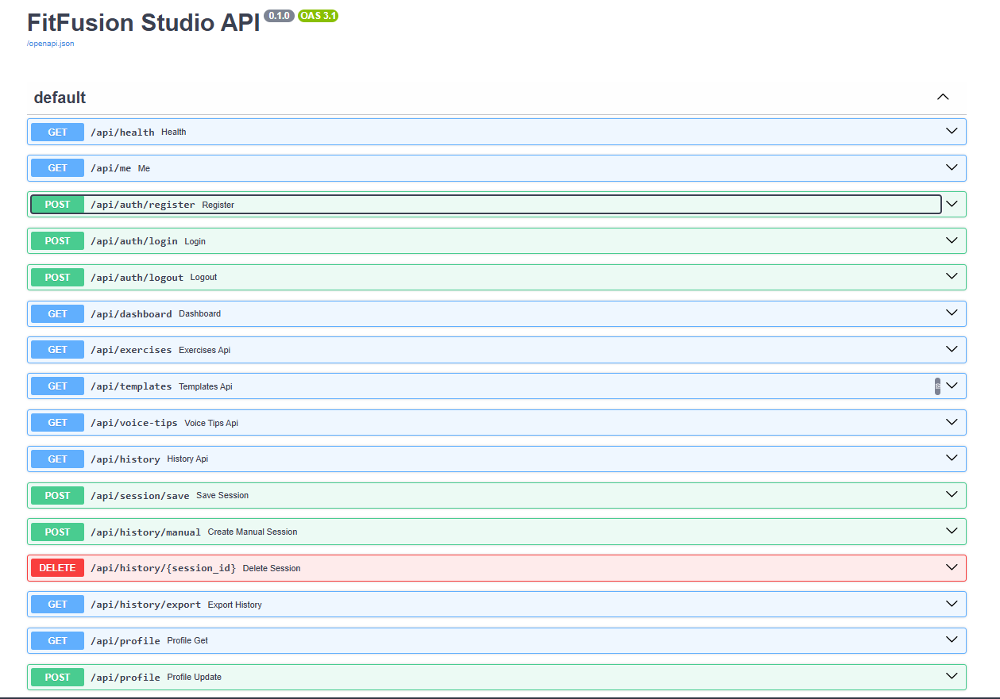 FitFusion Studio API 0.1.0 OAS 3.1
/openapi.json
default
GET /api/health Health
GET /api/me Me
POST /api/auth/register Register
POST /api/auth/login Login
POST /api/auth/logout Logout
GET /api/dashboard Dashboard
GET /api/exercises Exercises Api
GET /api/templates Templates Api
GET /api/voice-tips Voice Tips Api
GET /api/history History Api
POST /api/session/save Save Session
POST /api/history/manual Create Manual Session
DELETE /api/history/{session_id} Delete Session
GET /api/history/export Export History
GET /api/profile Profile Get
POST /api/profile Profile Update